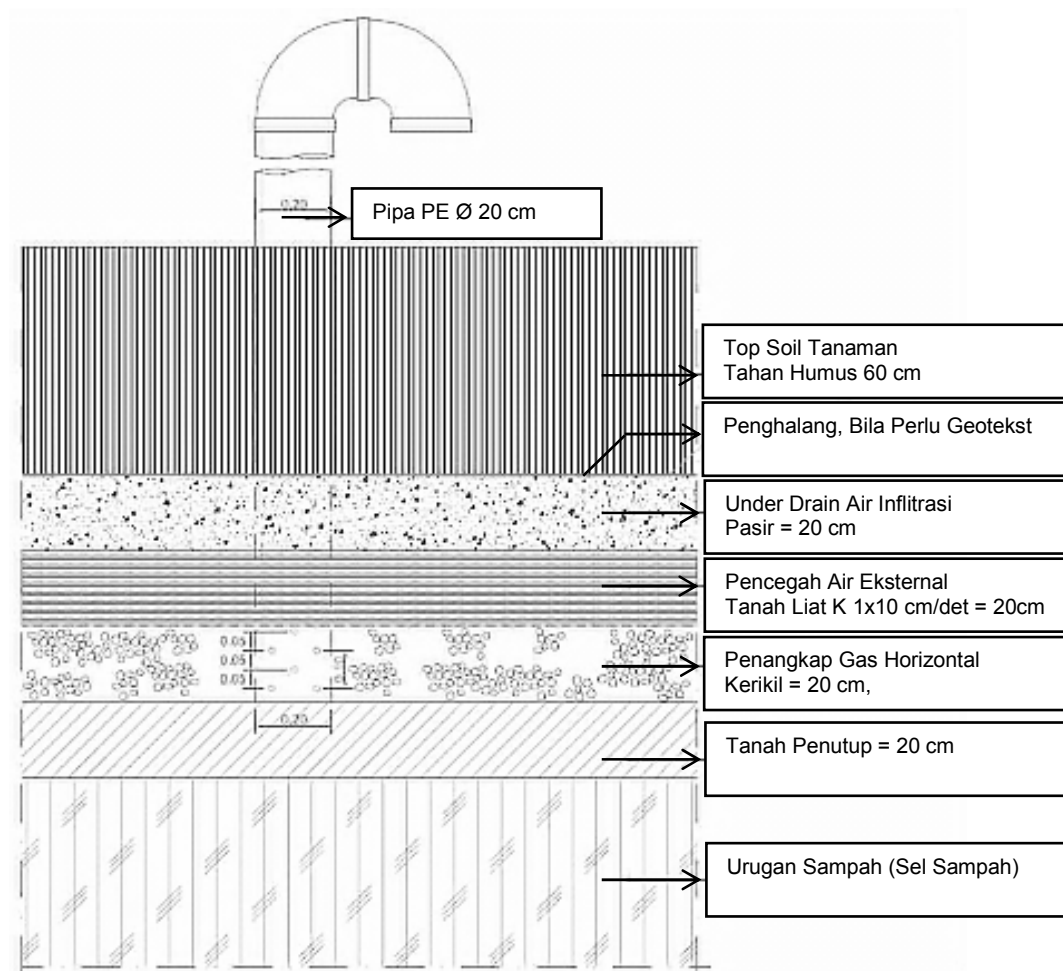 0.20
Pipa PE Ø 20 cm
Top Soil Tanaman
Tahan Humus 60 cm
Penghalang, Bila Perlu Geotekst
Under Drain Air Inflitrasi
Pasir = 20 cm
Pencegah Air Eksternal
Tanah Liat K 1x10 cm/det = 20cm
0.05
0.05
0.05
Penangkap Gas Horizontal
Kerikil = 20 cm,
0.20
Tanah Penutup = 20 cm
Urugan Sampah (Sel Sampah)